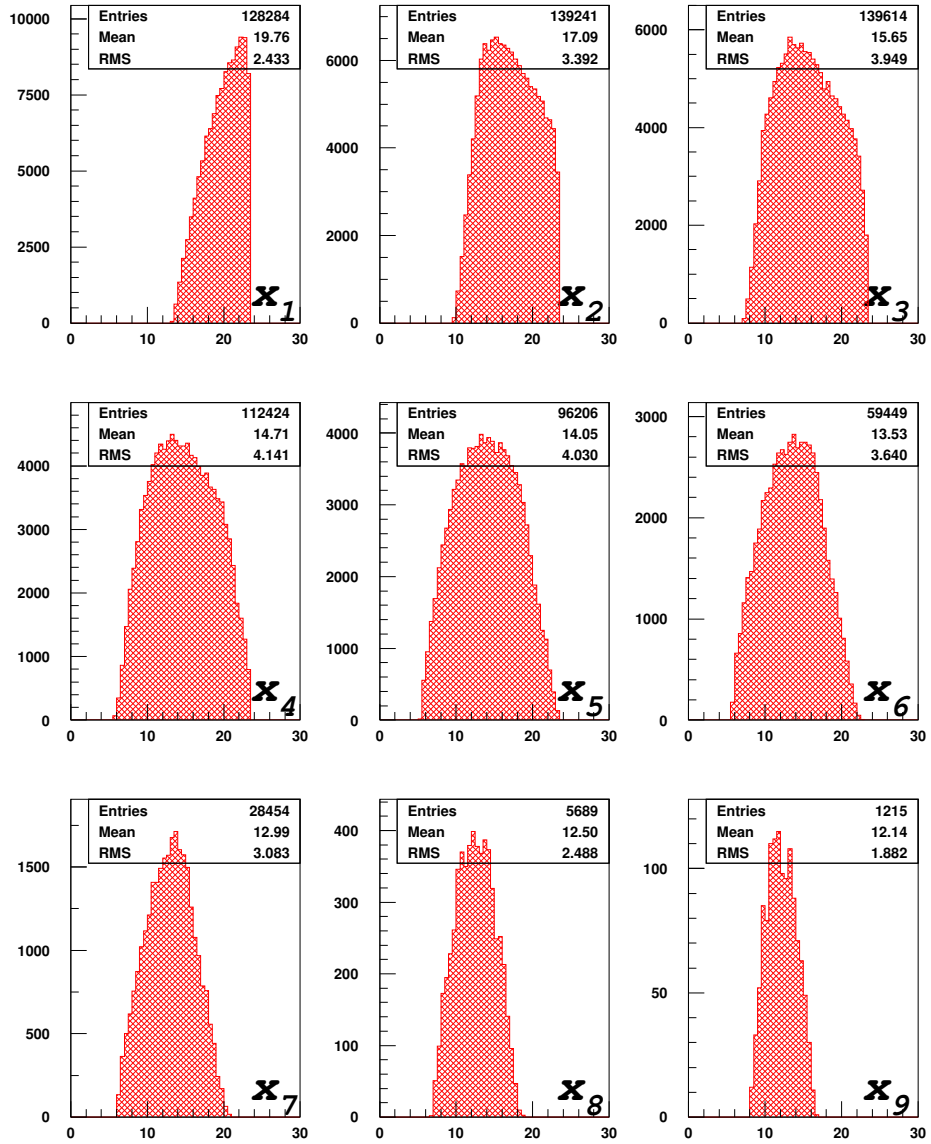 10000
7500
5000
2500
0
Entries 128284
Mean 19.76
RMS 2.433
0 10 20 30
x1
6000
4000
2000
0
Entries 139241
Mean 17.09
RMS 3.392
0 10 20 30
x2
6000
4000
2000
0
Entries 139614
Mean 15.65
RMS 3.949
0 10 20 30
x3
4000
3000
2000
1000
0
Entries 112424
Mean 14.71
RMS 4.141
0 10 20 30
x4
4000
3000
2000
1000
0
Entries 96206
Mean 14.05
RMS 4.030
0 10 20 30
x5
3000
2000
1000
0
Entries 59449
Mean 13.53
RMS 3.640
0 10 20 30
x6
1500
1000
500
0
Entries 28454
Mean 12.99
RMS 3.083
0 10 20 30
x7
400
300
200
100
0
Entries 5689
Mean 12.50
RMS 2.488
0 10 20 30
x8
100
50
0
Entries 1215
Mean 12.14
RMS 1.882
0 10 20 30
x9